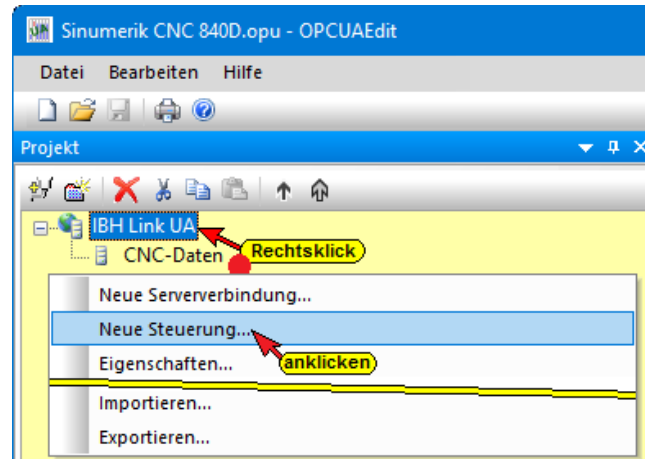 Sinumerik CNC 840D.opu - OPCUAEdit
Datei Bearbeiten Hilfe
Projekt
IBH Link UA
CNC-Daten Rechtsklick
Neue Serververbindung...
Neue Steuerung... anklicken
Eigenschaften...
Importieren...
Exportieren...